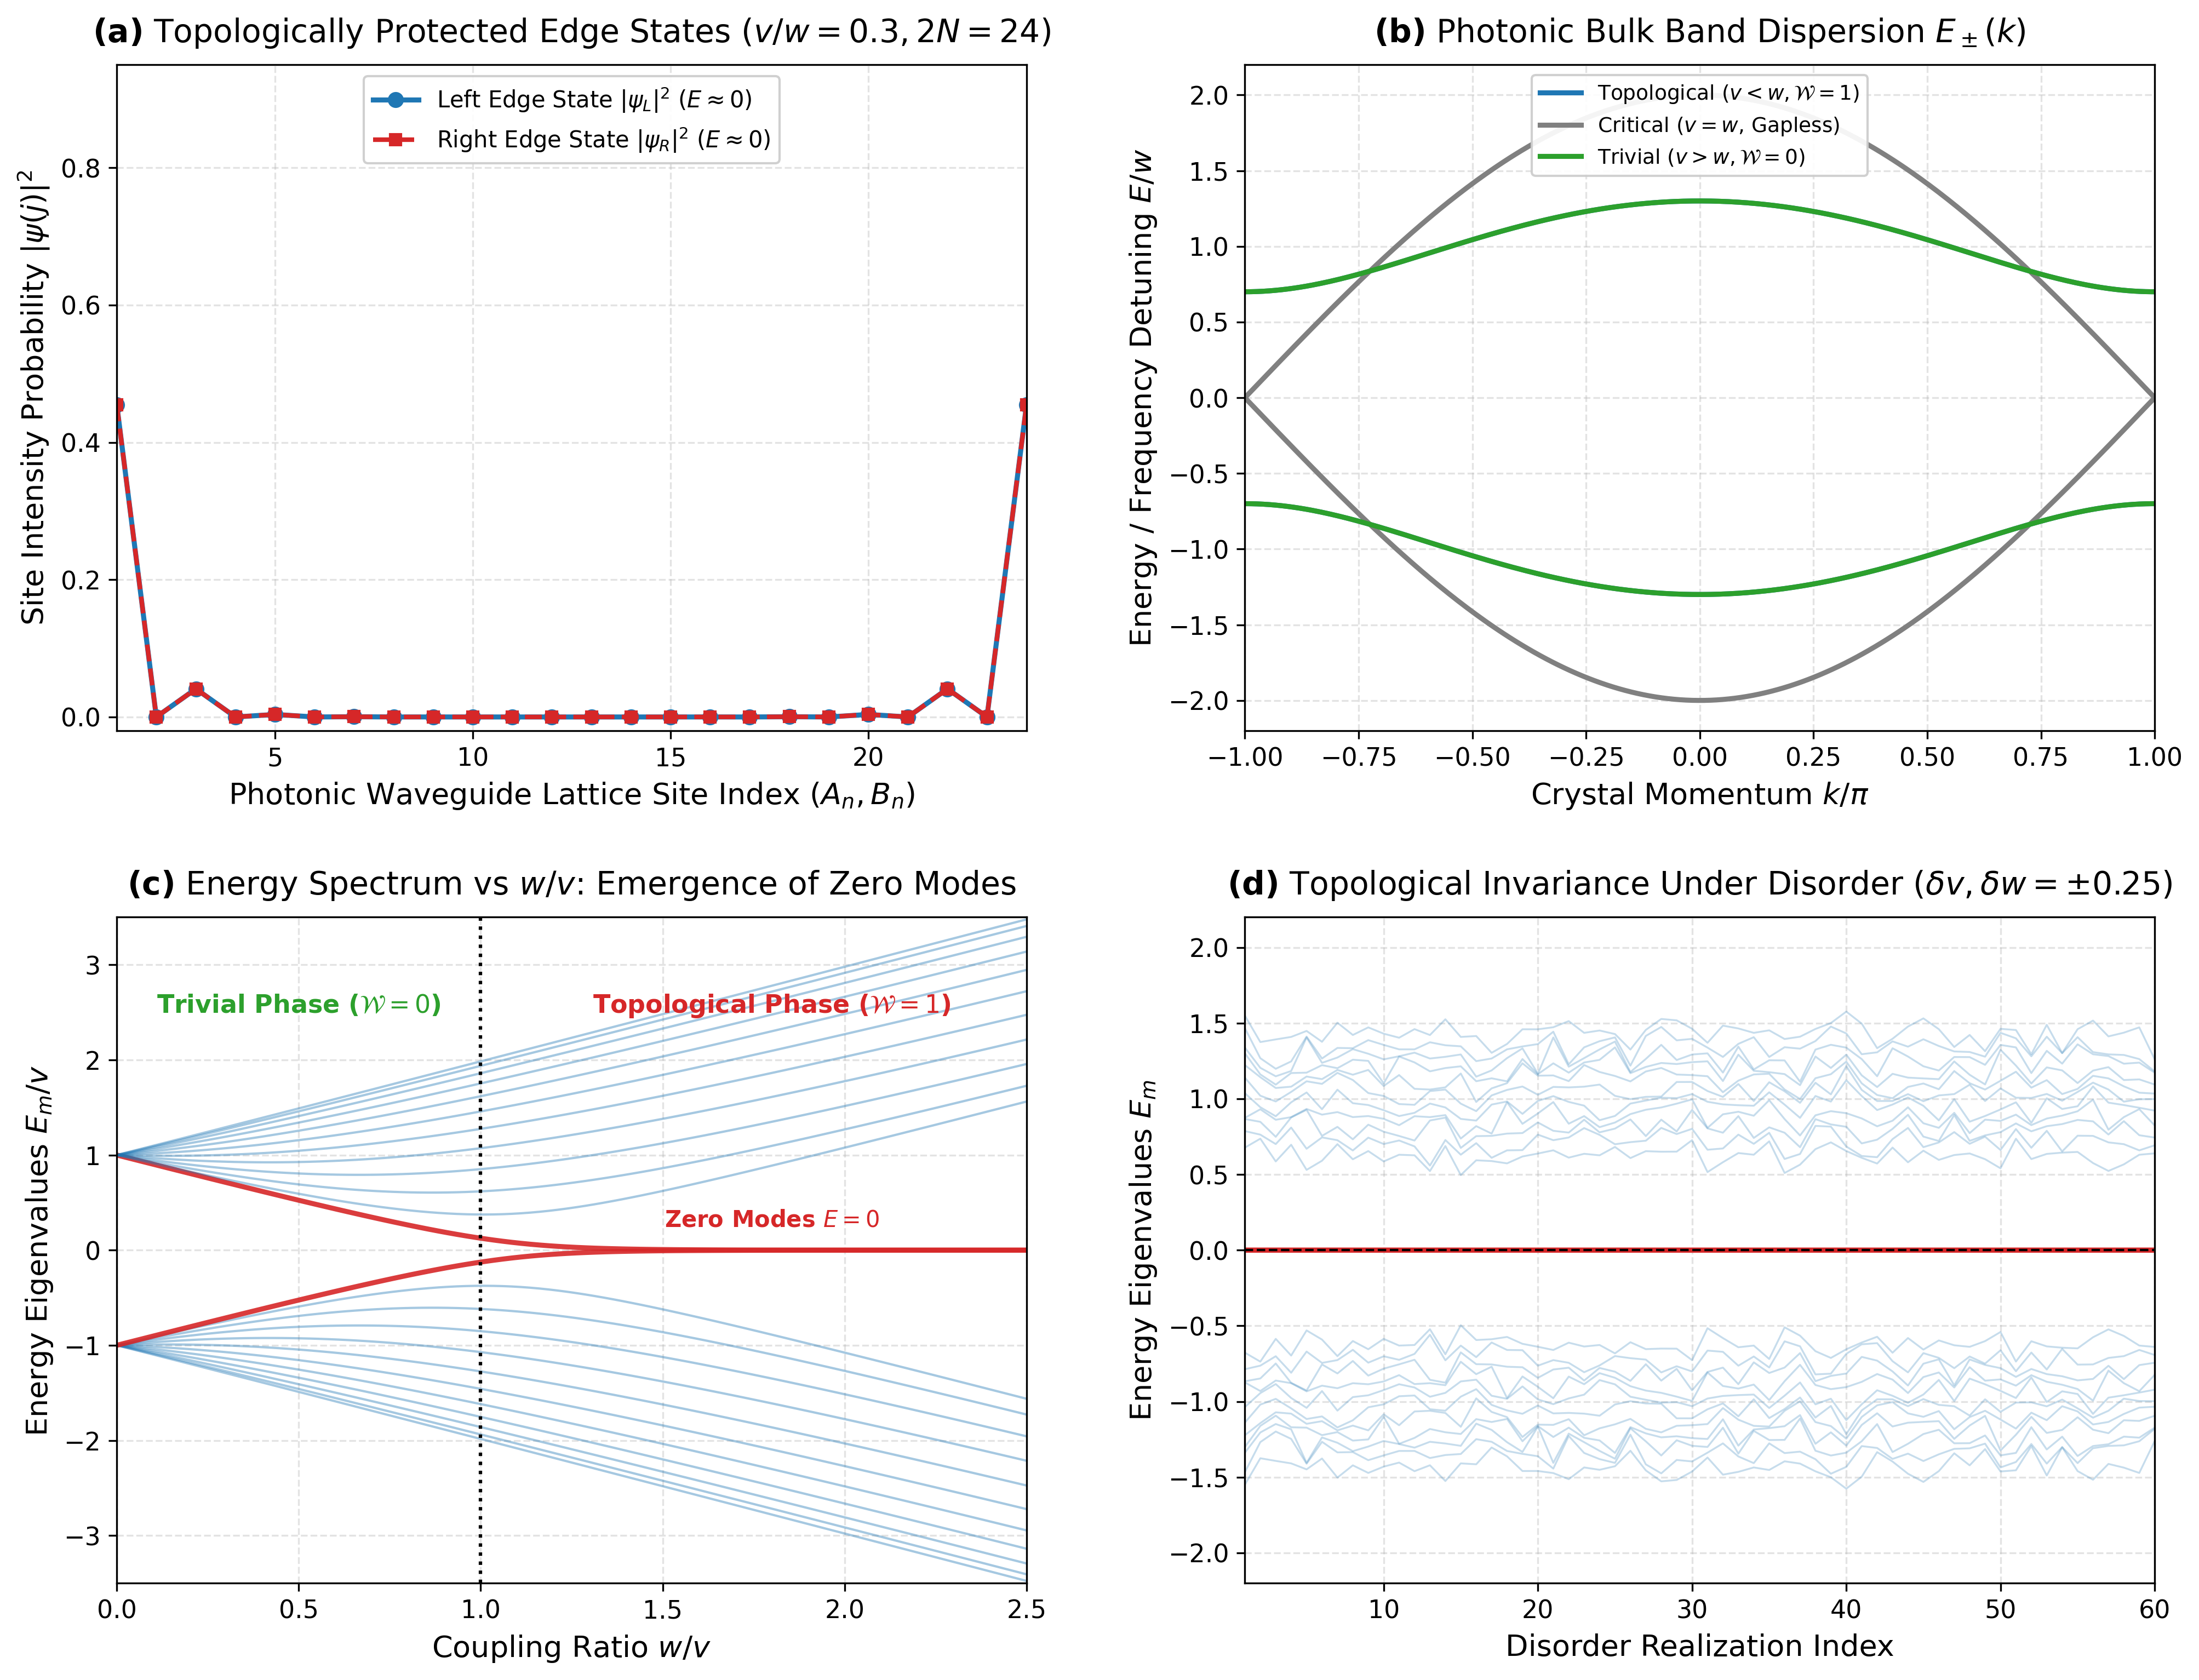 (a) Topologically Protected Edge States (v/w = 0.3, 2N = 24)
Left Edge State |ψ_L|² (E ≈ 0)
Right Edge State |ψ_R|² (E ≈ 0)
Site Intensity Probability |ψ(j)|²
0.8
0.6
0.4
0.2
0.0
5 10 15 20
Photonic Waveguide Lattice Site Index (A_n, B_n)
(b) Photonic Bulk Band Dispersion E_±(k)
Topological (v < w, 𝒲 = 1)
Critical (v = w, Gapless)
Trivial (v > w, 𝒲 = 0)
Energy / Frequency Detuning E/w
2.0
1.5
1.0
0.5
0.0
−0.5
−1.0
−1.5
−2.0
−1.00 −0.75 −0.50 −0.25 0.00 0.25 0.50 0.75 1.00
Crystal Momentum k/π
(c) Energy Spectrum vs w/v: Emergence of Zero Modes
Trivial Phase (𝒲 = 0)
Topological Phase (𝒲 = 1)
Zero Modes E = 0
Energy Eigenvalues E_m/v
3
2
1
0
−1
−2
−3
0.0 0.5 1.0 1.5 2.0 2.5
Coupling Ratio w/v
(d) Topological Invariance Under Disorder (δv, δw = ±0.25)
Energy Eigenvalues E_m
2.0
1.5
1.0
0.5
0.0
−0.5
−1.0
−1.5
−2.0
10 20 30 40 50 60
Disorder Realization Index